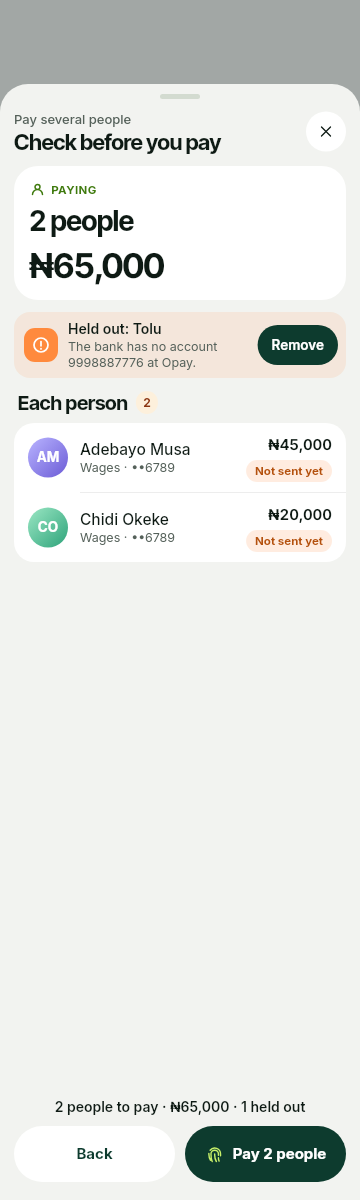 Pay several people
Check before you pay
PAYING
2 people
₦65,000
Held out: Tolu
The bank has no account
9998887776 at Opay.
Remove
Each person 2
AM
Adebayo Musa
₦45,000
Wages · ••6789
Not sent yet
CO
Chidi Okeke
₦20,000
Wages · ••6789
Not sent yet
2 people to pay · ₦65,000 · 1 held out
Back
Pay 2 people